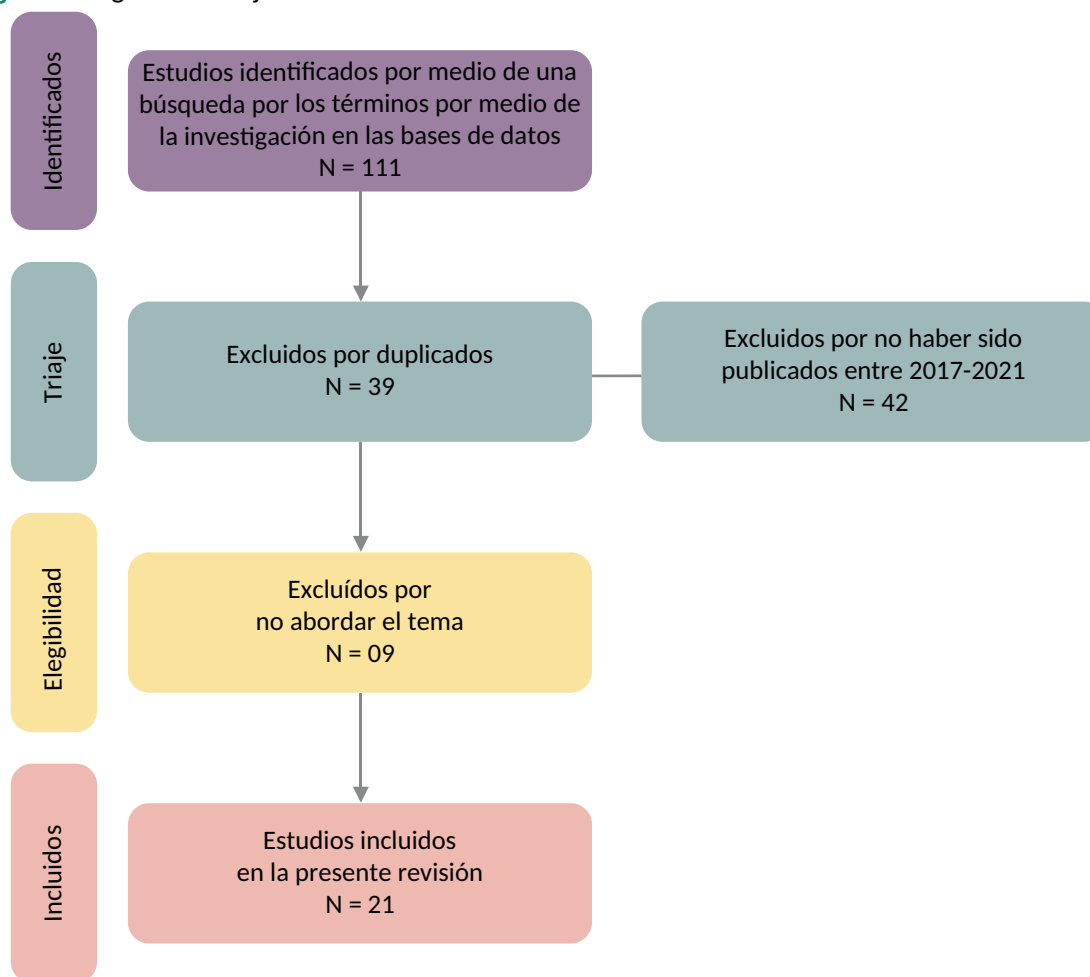 Identificados
Estudios identificados por medio de una
búsqueda por los términos por medio de
la investigación en las bases de datos
N = 111
Triaje
Excluidos por duplicados
N = 39
Excluidos por no haber sido
publicados entre 2017-2021
N = 42
Elegibilidad
Excluídos por
no abordar el tema
N = 09
Incluidos
Estudios incluidos
en la presente revisión
N = 21